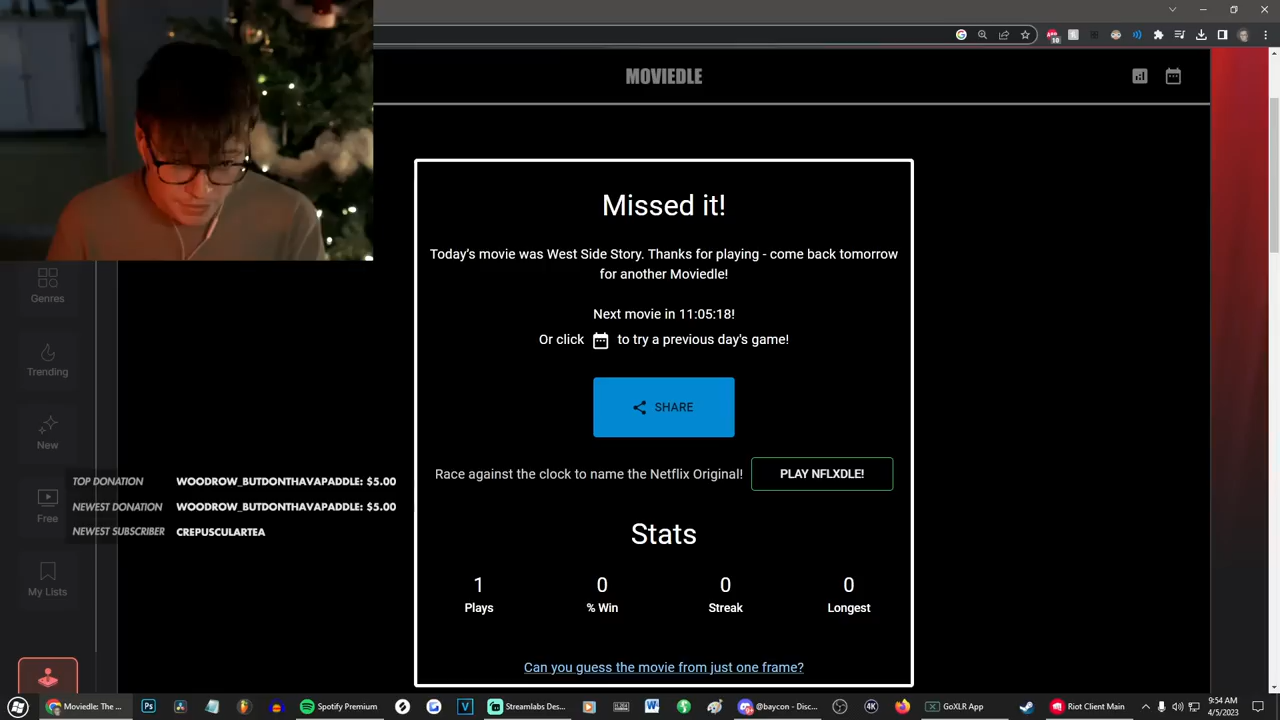 MOVIEDLE
Missed it!
Today's movie was West Side Story. Thanks for playing - come back tomorrow
for another Moviedle!
Next movie in 11:05:18!
Or click to try a previous day's game!
SHARE
Race against the clock to name the Netflix Original! PLAY NFLXDLE!
Stats
1 0 0 0
Plays % Win Streak Longest
Can you guess the movie from just one frame?
Genres
Trending
New
Free
My Lists
TOP DONATION WOODROW_BUTDONTHAVAPADDLE: $5.00
NEWEST DONATION WOODROW_BUTDONTHAVAPADDLE: $5.00
NEWEST SUBSCRIBER CREPUSCULARTEA
Moviedle: The ... Spotify Premium Streamlabs Des... @baycon - Disc... GoXLR App Riot Client Main
9:54 AM
4/5/2023